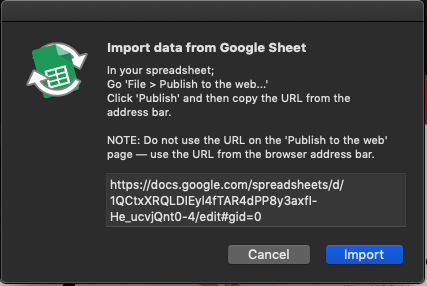 Import data from Google Sheet
In your spreadsheet;
Go 'File > Publish to the web...'
Click 'Publish' and then copy the URL from the
address bar.
NOTE: Do not use the URL on the 'Publish to the web'
page — use the URL from the browser address bar.
https://docs.google.com/spreadsheets/d/
1QCtxXRQLDIEyl4fTAR4dPP8y3axfI-
He_ucvjQnt0-4/edit#gid=0
Cancel
Import